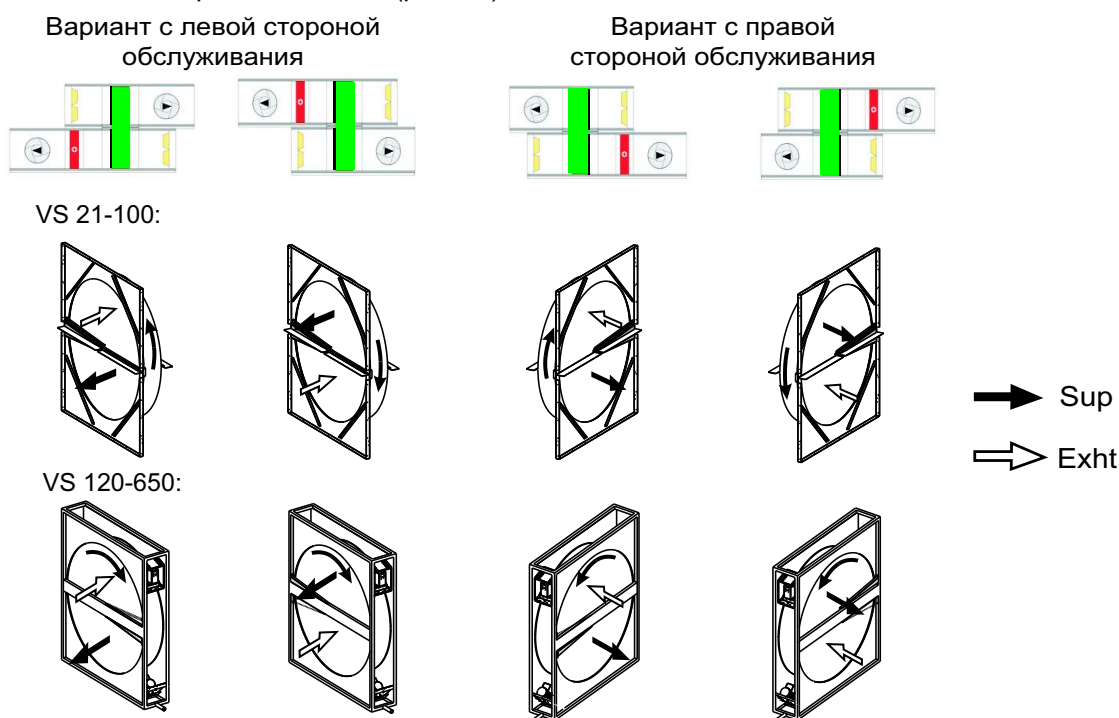 Вариант с левой стороной
обслуживания
Вариант с правой
стороной обслуживания
VS 21-100:
Sup
Exht
VS 120-650: